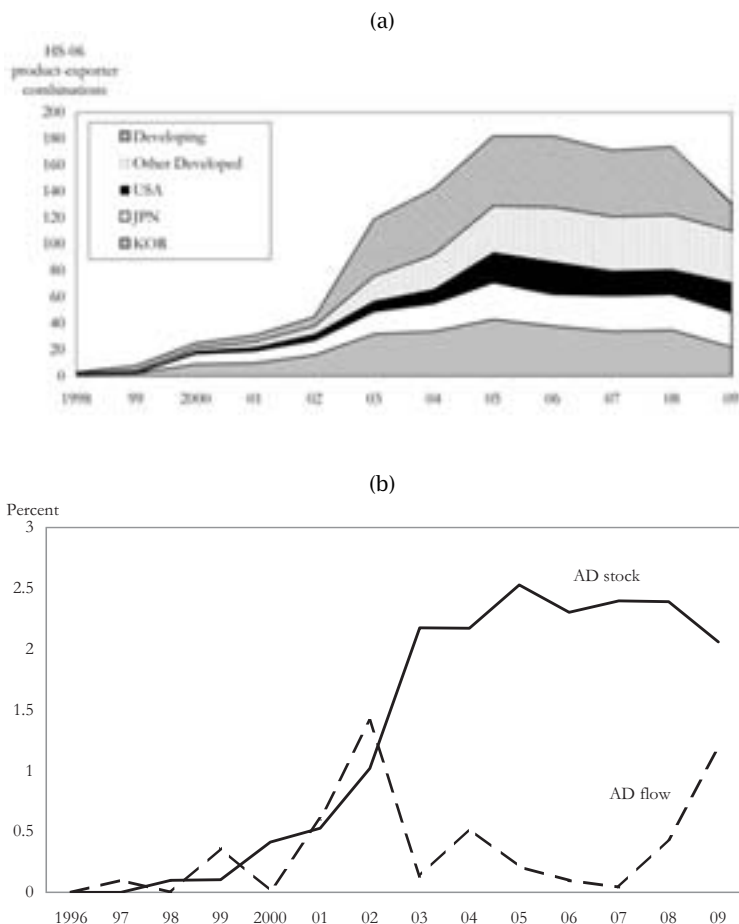 (a)
HS-06
product-exporter
combinations
200
180
160
140
120
100
80
60
40
20
0
Developing
Other Developed
USA
JPN
KOR
1998 99 2000 01 02 03 04 05 06 07 08 09
(b)
Percent
3
2.5
2
1.5
1
0.5
0
AD stock
AD flow
1996 97 98 99 2000 01 02 03 04 05 06 07 08 09